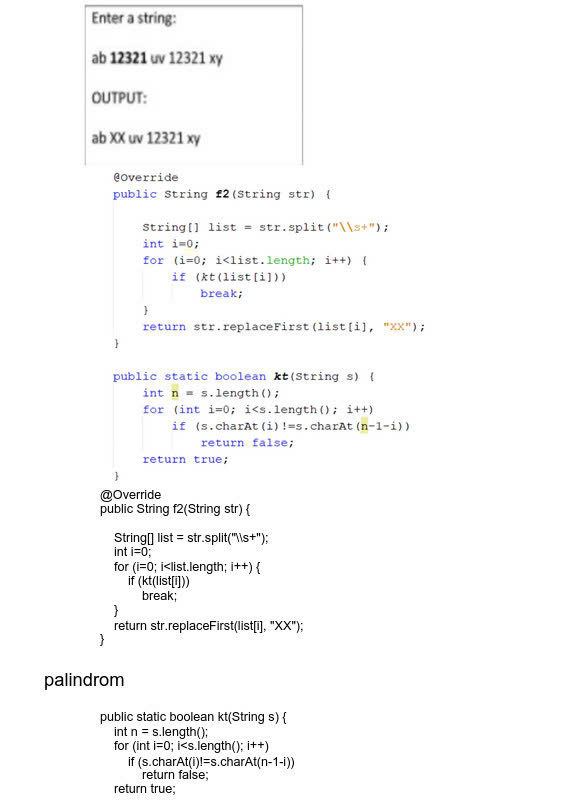 Enter a string:
ab 12321 uv 12321 xy
OUTPUT:
ab XX uv 12321 xy
@Override
public String f2(String str) {
String[] list = str.split("\\s+");
int i=0;
for (i=0; i<list.length; i++) {
if (kt(list[i]))
break;
}
return str.replaceFirst(list[i], "XX");
}
public static boolean kt(String s) {
int n = s.length();
for (int i=0; i<s.length(); i++)
if (s.charAt(i)!=s.charAt(n-1-i))
return false;
return true;
}
@Override
public String f2(String str) {
String[] list = str.split("\\s+");
int i=0;
for (i=0; i<list.length; i++) {
if (kt(list[i]))
break;
}
return str.replaceFirst(list[i], "XX");
}
palindrom
public static boolean kt(String s) {
int n = s.length();
for (int i=0; i<s.length(); i++)
if (s.charAt(i)!=s.charAt(n-1-i))
return false;
return true;